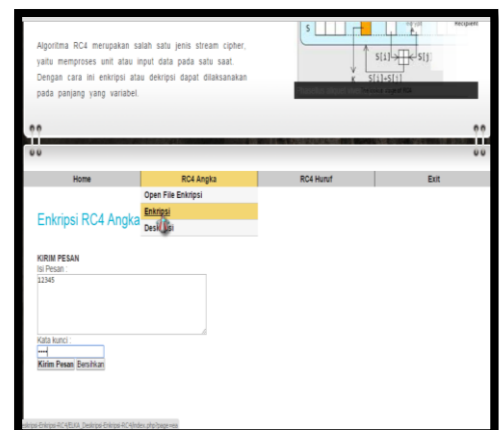 Algoritma RC4 merupakan salah satu jenis stream cipher,
yaitu memproses unit atau input data pada satu saat.
Dengan cara ini enkripsi atau dekripsi dapat dilaksanakan
pada panjang yang variabel.
S
Recipient
S[i] S[j]
K S[i]+S[j]
Home RC4 Angka RC4 Huruf Exit
Open File Enkripsi
Enkripsi
Enkripsi RC4 Angka
KIRIM PESAN
Isi Pesan :
12345
Kata kunci :
Kirim Pesan Bersihkan